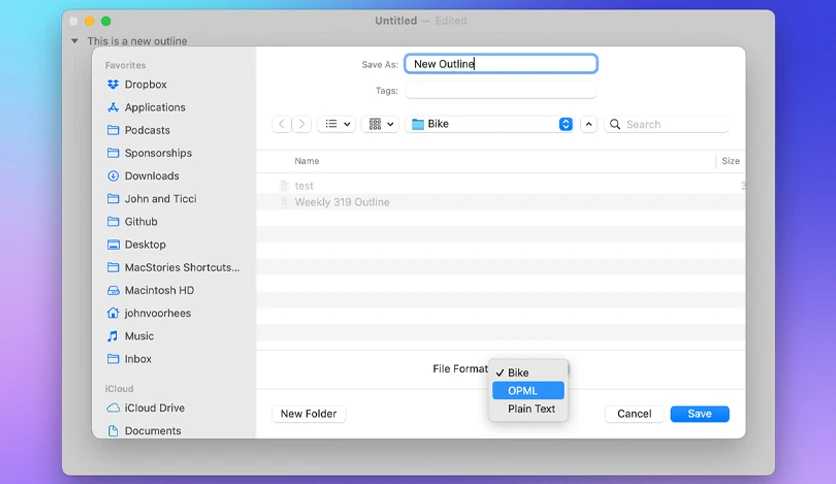 Untitled — Edited
This is a new outline
Favorites
Dropbox
Applications
Podcasts
Sponsorships
Downloads
John and Ticci
Github
Desktop
MacStories Shortcuts...
Macintosh HD
johnvoorhees
Music
Inbox
iCloud
iCloud Drive
Documents
Save As: New Outline
Tags:
Bike
Search
Name Size
test 3
Weekly 319 Outline
File Format
✓ Bike
OPML
Plain Text
New Folder Cancel Save